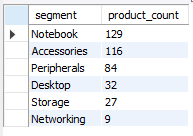 segment product_count
Notebook 129
Accessories 116
Peripherals 84
Desktop 32
Storage 27
Networking 9